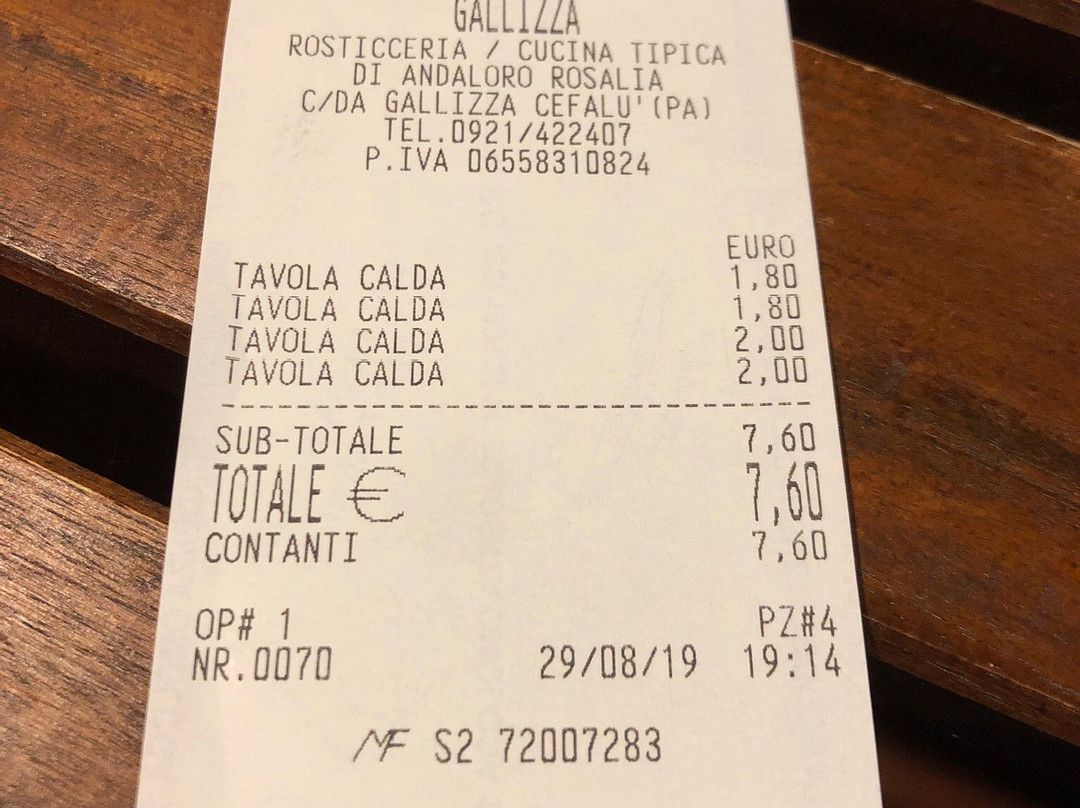 GALLIZZA
ROSTICCERIA / CUCINA TIPICA
DI ANDALORO ROSALIA
C/DA GALLIZZA CEFALU'(PA)
TEL.0921/422407
P.IVA 06558310824
EURO
TAVOLA CALDA 1,80
TAVOLA CALDA 1,80
TAVOLA CALDA 2,00
TAVOLA CALDA 2,00
SUB-TOTALE 7,60
TOTALE € 7,60
CONTANTI 7,60
OP# 1 PZ#4
NR.0070 29/08/19 19:14
MF S2 72007283